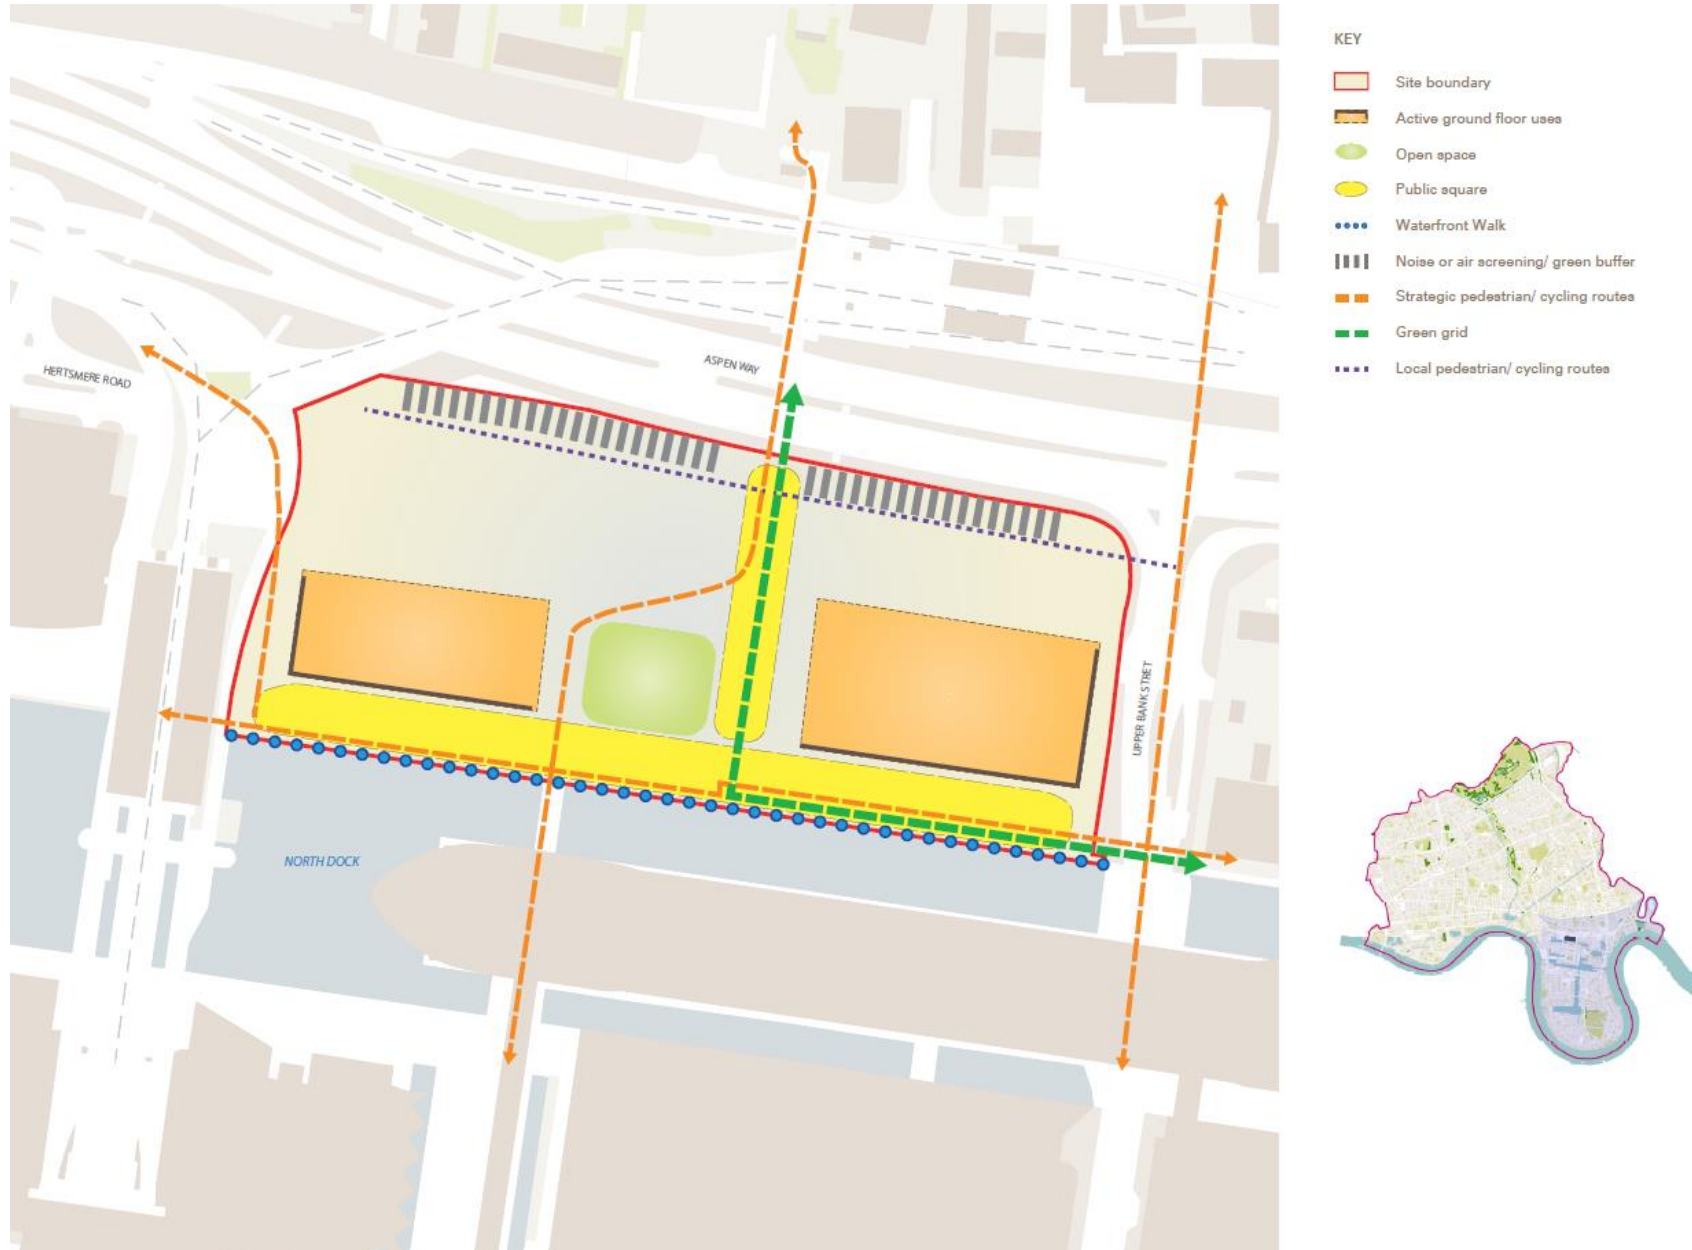 KEY
Site boundary
Active ground floor uses
Open space
Public square
Waterfront Walk
Noise or air screening/ green buffer
Strategic pedestrian/ cycling routes
Green grid
Local pedestrian/ cycling routes
ASPEN WAY
HERTSMERE ROAD
UPPER BANK STRET
NORTH DOCK